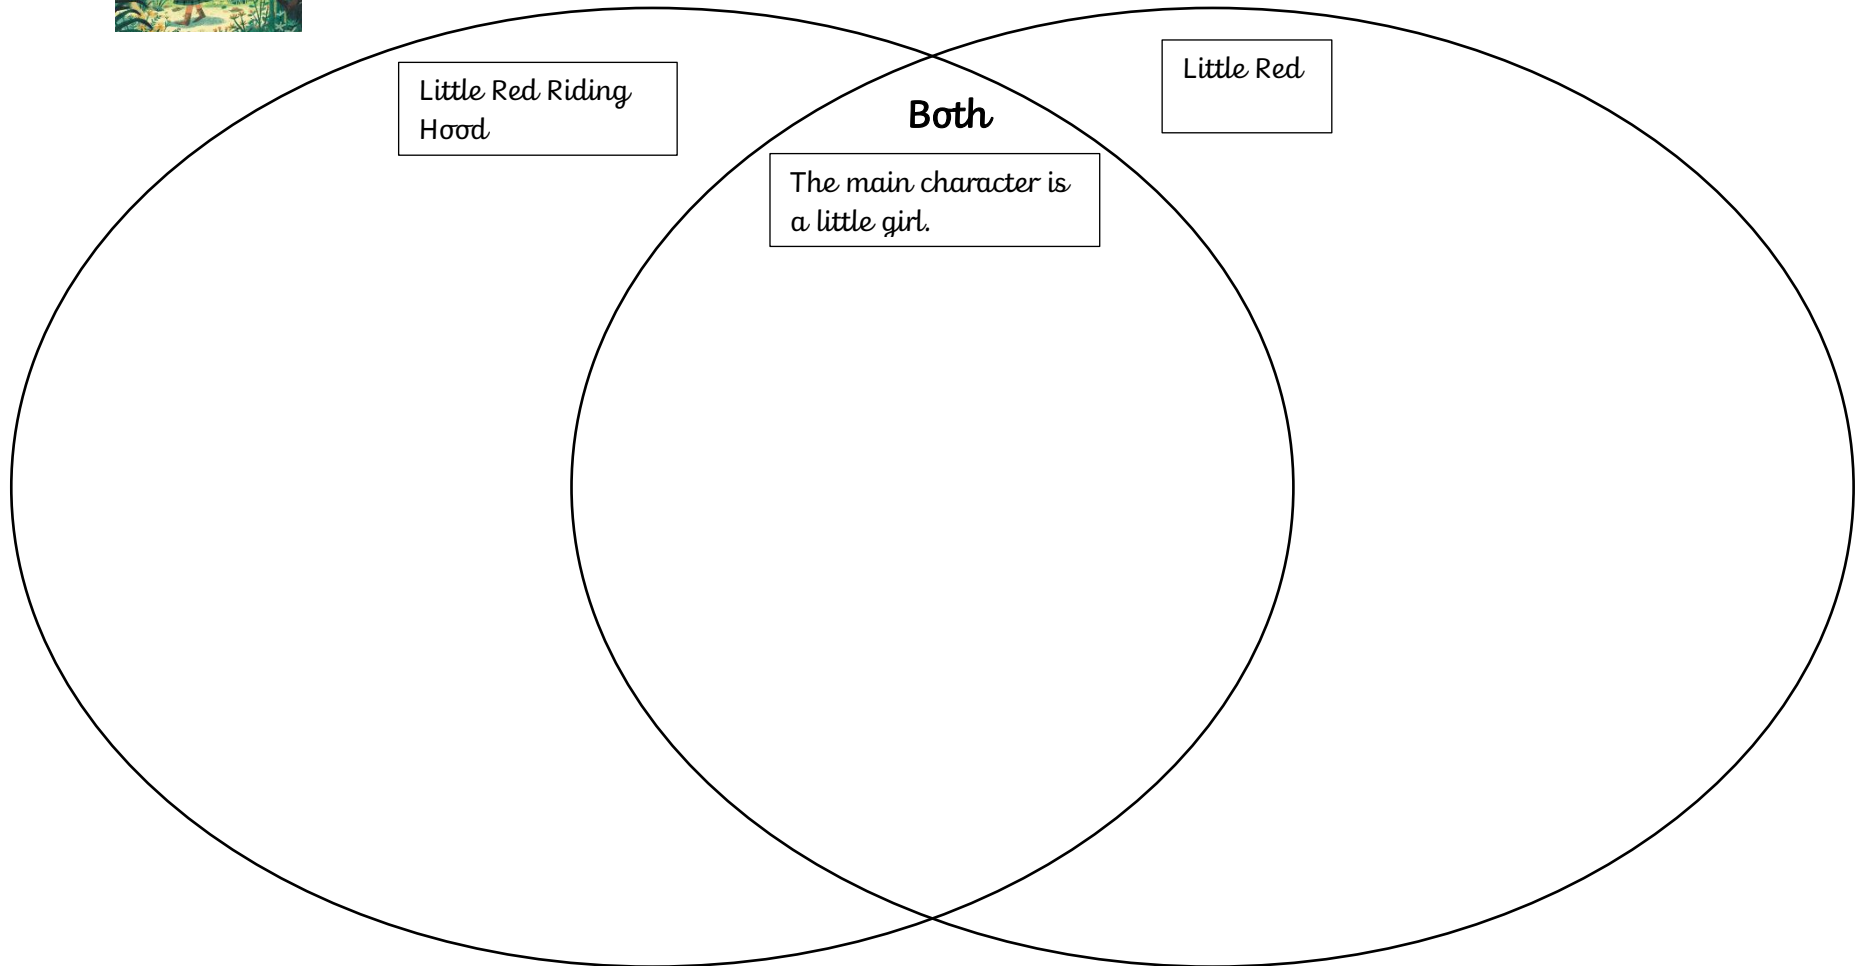 Little Red Riding
Hood
Both
The main character is
a little girl.
Little Red